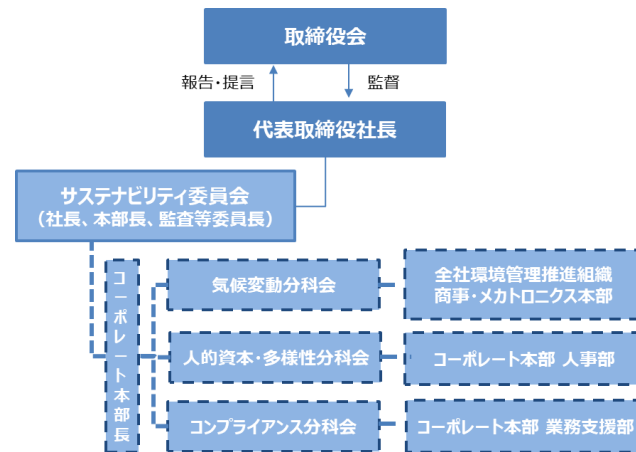 取締役会
報告・提言
監督
代表取締役社長
サステナビリティ委員会
（社長、本部長、監査等委員長）
コーポレート本部長
気候変動分科会
全社環境管理推進組織
商事・メカトロニクス本部
人的資本・多様性分科会
コーポレート本部 人事部
コンプライアンス分科会
コーポレート本部 業務支援部